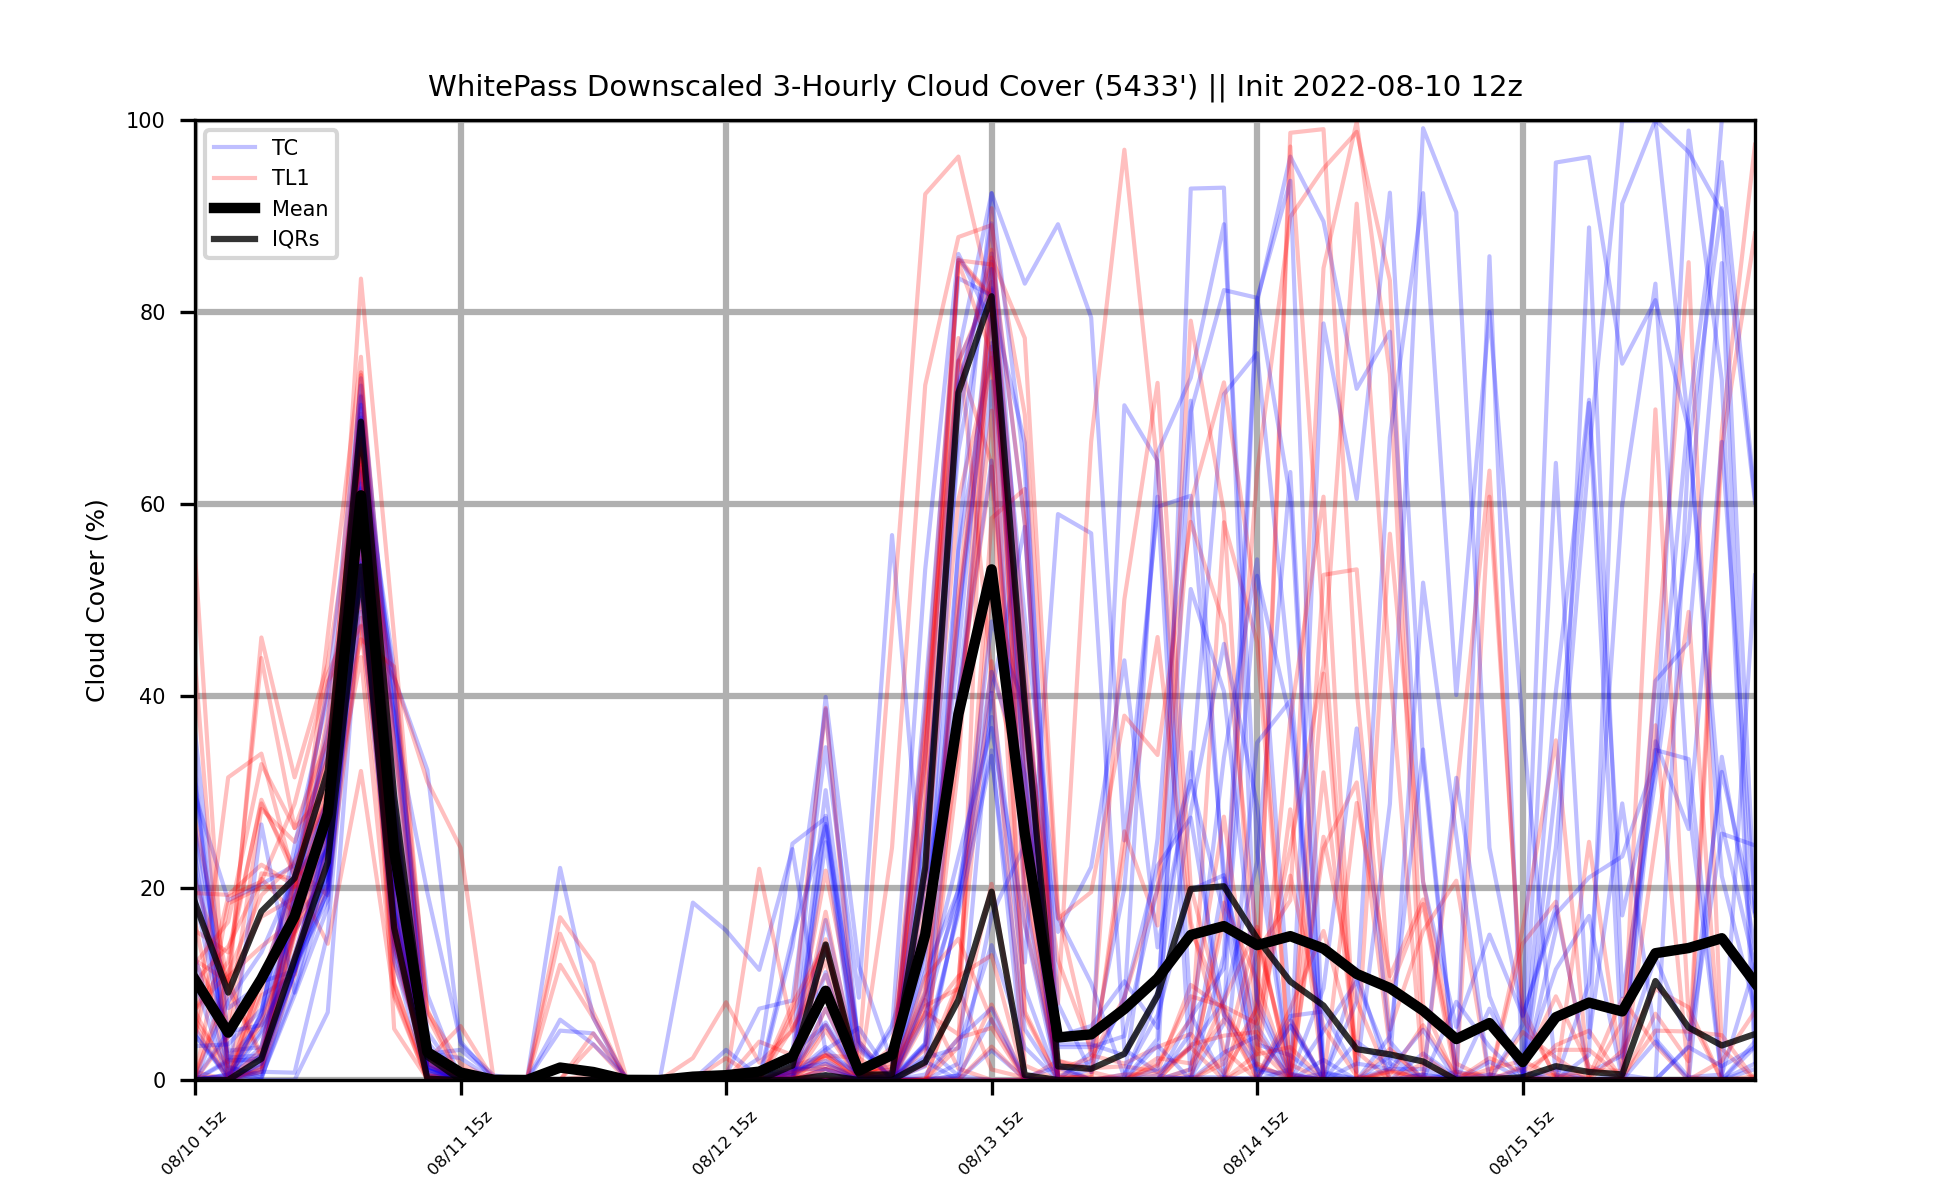 WhitePass Downscaled 3-Hourly Cloud Cover (5433') || Init 2022-08-10 12z
Cloud Cover (%)
100
80
60
40
20
0
TC
TL1
Mean
IQRs
08/10 15z
08/11 15z
08/12 15z
08/13 15z
08/14 15z
08/15 15z